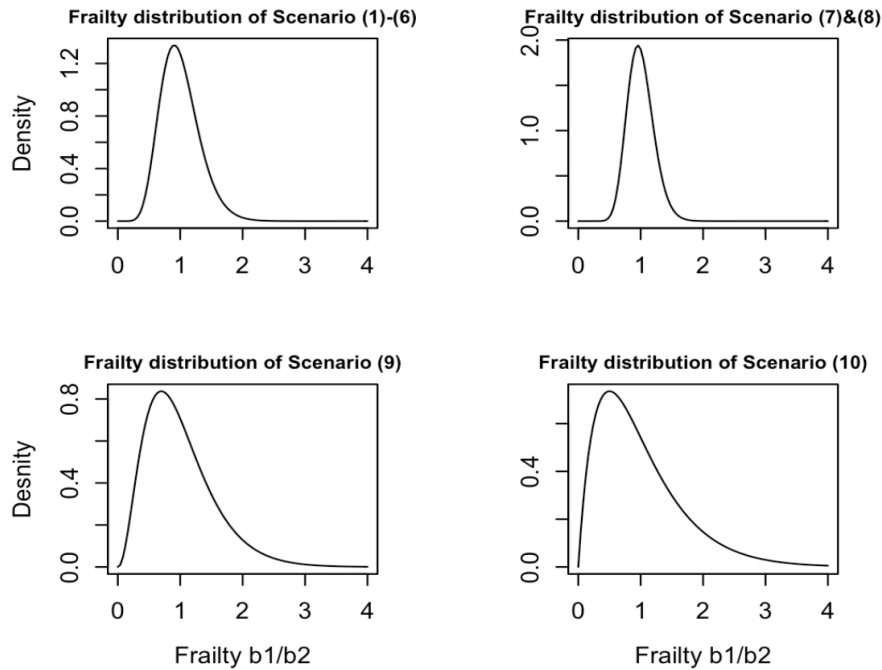 Frailty distribution of Scenario (1)-(6)
Density
0.0 0.4 0.8 1.2
0 1 2 3 4
Frailty distribution of Scenario (7)&(8)
0.0 1.0 2.0
0 1 2 3 4
Frailty distribution of Scenario (9)
Desnity
0.0 0.4 0.8
0 1 2 3 4
Frailty b1/b2
Frailty distribution of Scenario (10)
0.0 0.4
0 1 2 3 4
Frailty b1/b2